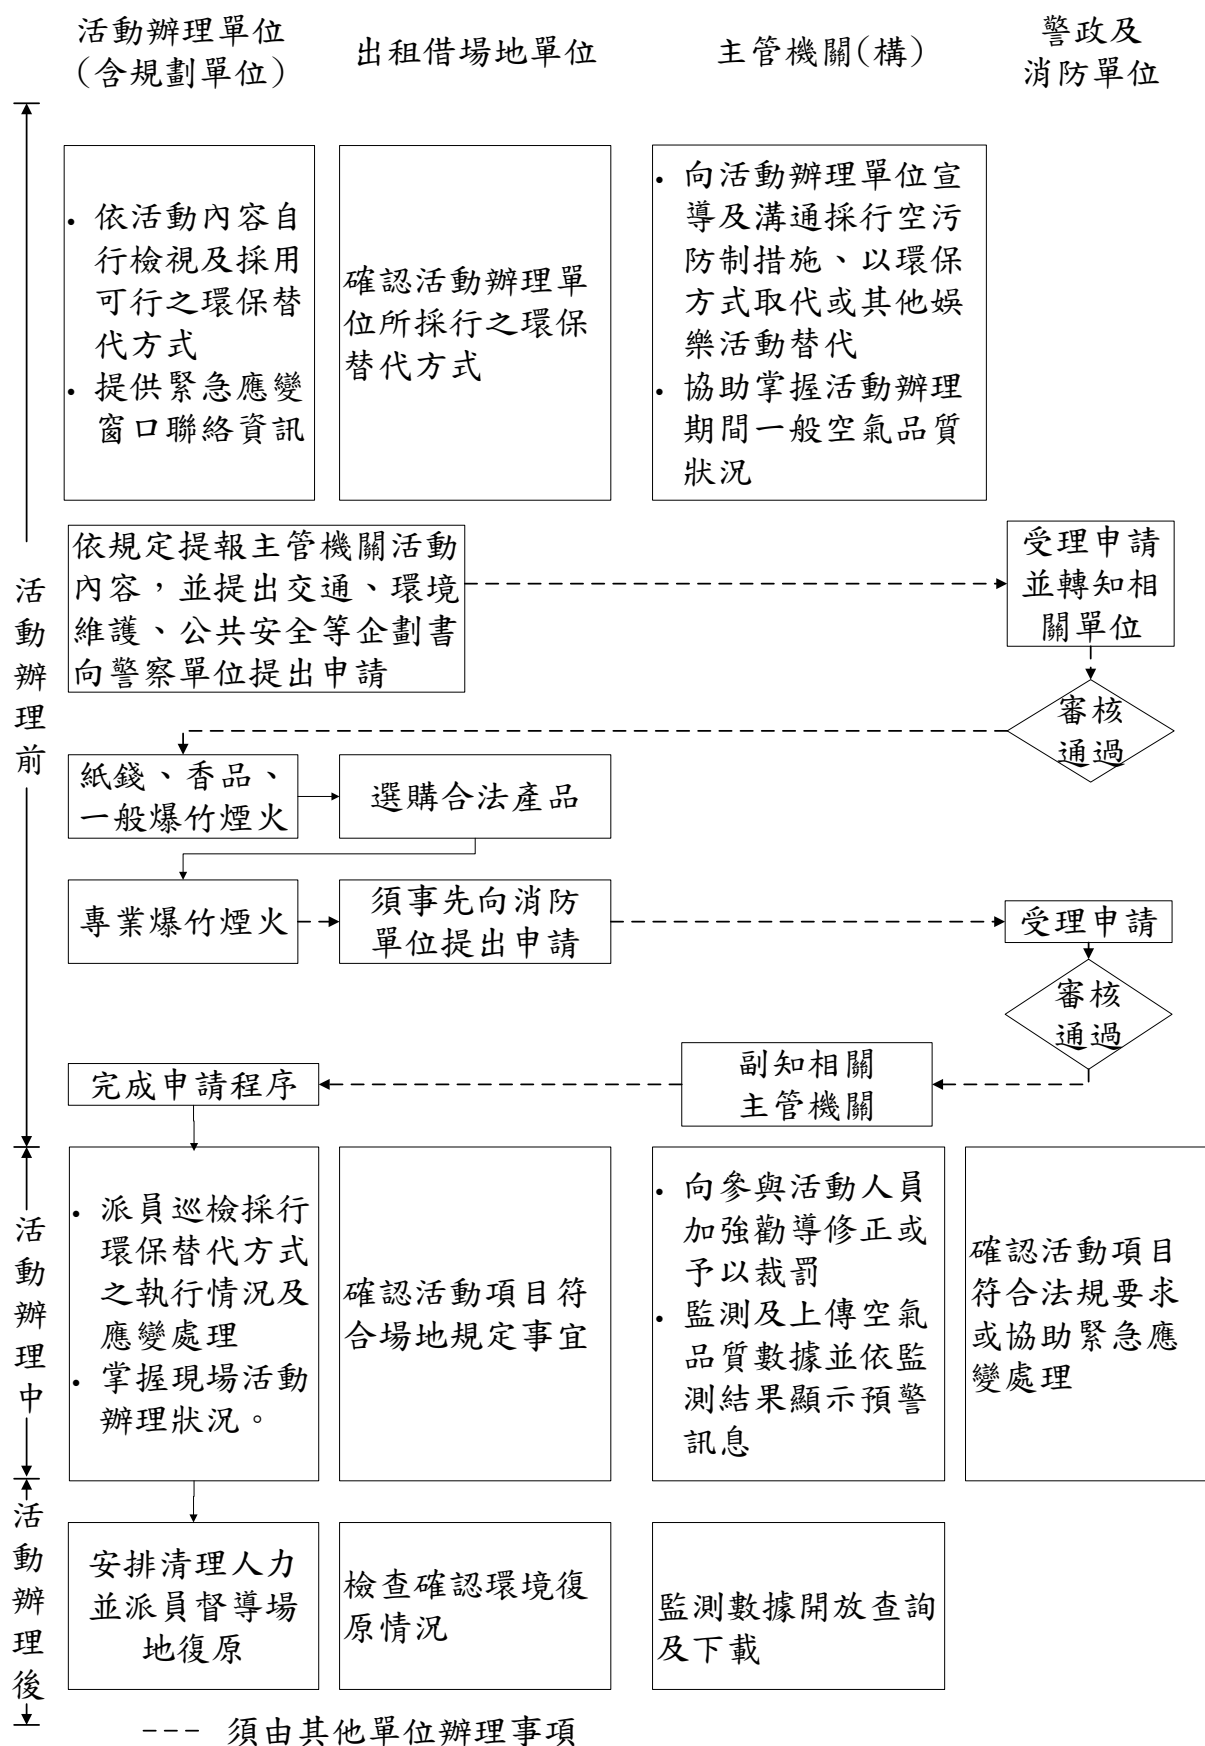 活動辦理單位
(含規劃單位)
出租借場地單位
主管機關(構)
警政及
消防單位
活動辦理前
• 依活動內容自
行檢視及採用
可行之環保替
代方式
• 提供緊急應變
窗口聯絡資訊
確認活動辦理單
位所採行之環保
替代方式
• 向活動辦理單位宣
導及溝通採行空污
防制措施、以環保
方式取代或其他娛
樂活動替代
• 協助掌握活動辦理
期間一般空氣品質
狀況
依規定提報主管機關活動
內容，並提出交通、環境
維護、公共安全等企劃書
向警察單位提出申請
受理申請
並轉知相
關單位
審核
通過
紙錢、香品、
一般爆竹煙火
選購合法產品
專業爆竹煙火
須事先向消防
單位提出申請
受理申請
審核
通過
副知相關
主管機關
完成申請程序
活動辦理中
• 派員巡檢採行
環保替代方式
之執行情況及
應變處理
• 掌握現場活動
辦理狀況。
確認活動項目符
合場地規定事宜
• 向參與活動人員
加強勸導修正或
予以裁罰
• 監測及上傳空氣
品質數據並依監
測結果顯示預警
訊息
確認活動項目
符合法規要求
或協助緊急應
變處理
活動辦理後
安排清理人力
並派員督導場
地復原
檢查確認環境復
原情況
監測數據開放查詢
及下載
--- 須由其他單位辦理事項